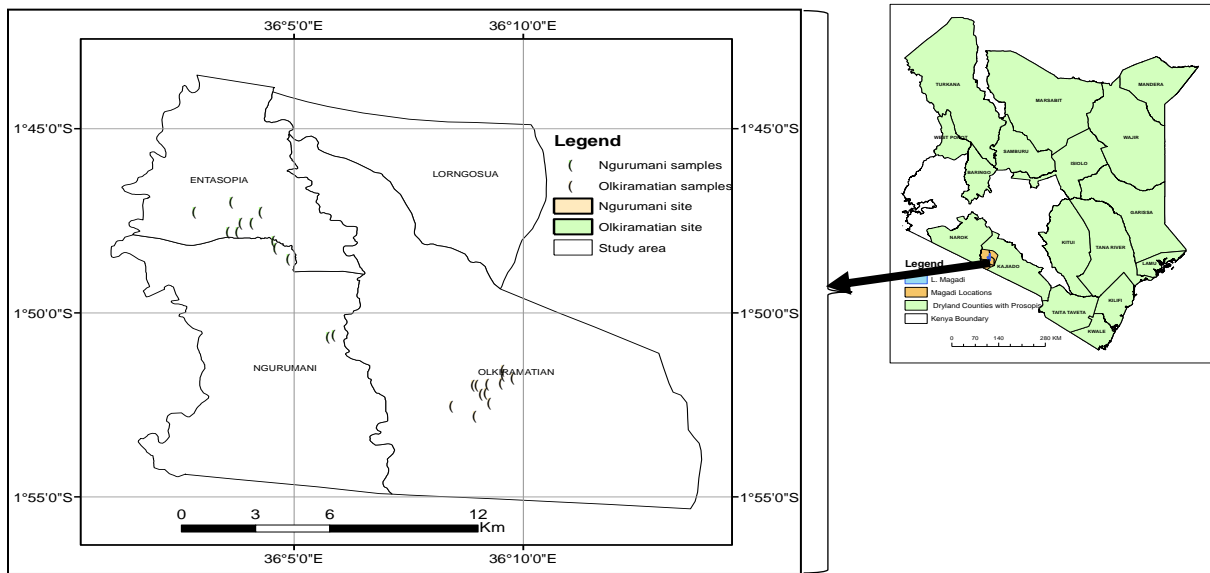 36°5'0"E
36°10'0"E
1°45'0"S
1°45'0"S
Legend
Ngurumani samples
Olkiramatian samples
Ngurumani site
Olkiramatian site
Study area
ENTASOPIA
LORNGOSUA
1°50'0"S
1°50'0"S
NGURUMANI
OLKIRAMATIAN
1°55'0"S
1°55'0"S
0 3 6 12
Km
36°5'0"E
36°10'0"E
TURKANA
MARSABIT
MANDERA
WEST POKOT
SAMBURU
WAJIR
ISIOLO
BARINGO
GARISSA
NAROK
KITUI
TANA RIVER
LAMU
KAJIADO
Legend
L. Magadi
Magadi Locations
Dryland Counties with Prosopis
Kenya Boundary
KILIFI
TAITA TAVETA
KWALE
0 70 140 280 KM